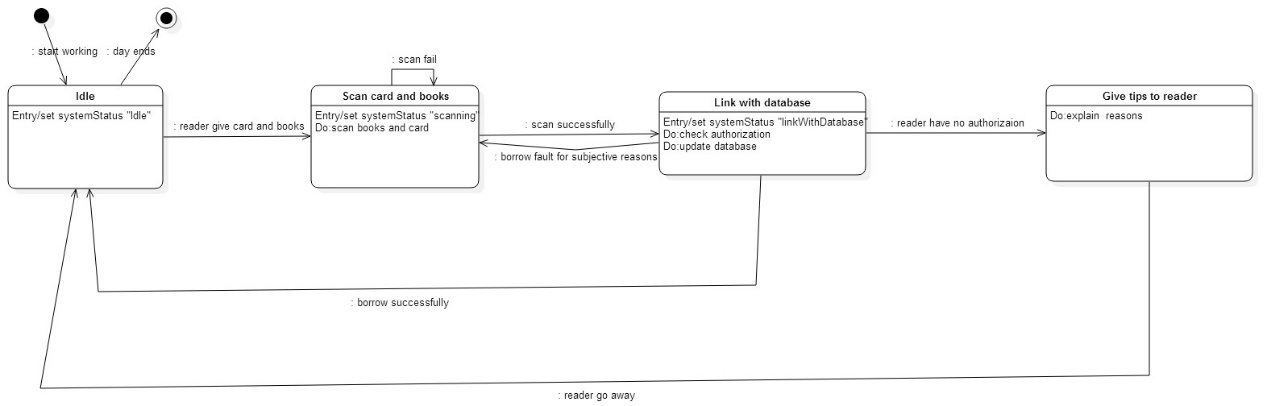 : start working
: day ends
: scan fail
Idle
Entry/set systemStatus "Idle"
: reader give card and books
Scan card and books
Entry/set systemStatus "scanning"
Do:scan books and card
: scan successfully
: borrow fault for subjective reasons
Link with database
Entry/set systemStatus "linkWithDatabase"
Do:check authorization
Do:update database
: reader have no authorizaion
Give tips to reader
Do:explain reasons
: borrow successfully
: reader go away